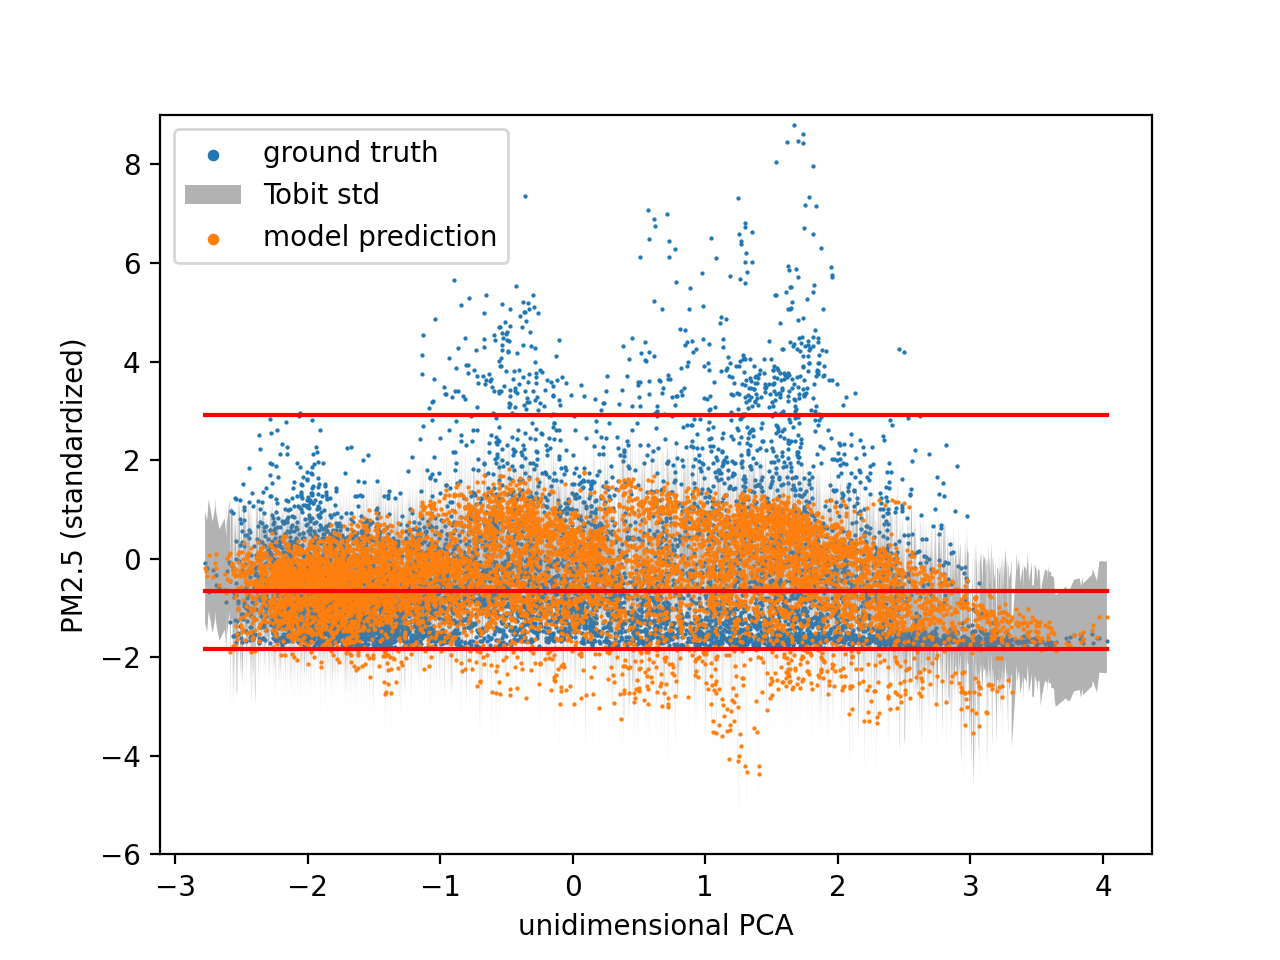 ground truth
Tobit std
model prediction
8
6
4
2
0
−2
−4
−6
PM2.5 (standardized)
−3 −2 −1 0 1 2 3 4
unidimensional PCA